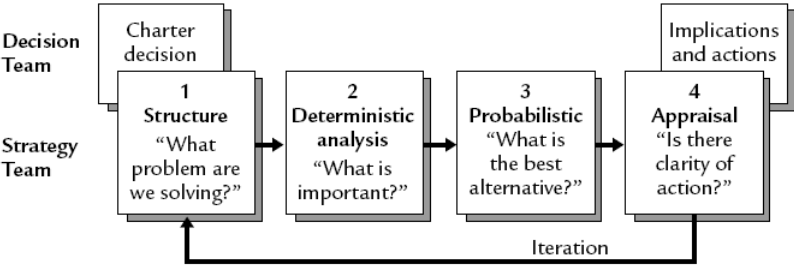 Decision
Team
Charter
decision
Implications
and actions
Strategy
Team
1
Structure
“What
problem are
we solving?”
2
Deterministic
analysis
“What is
important?”
3
Probabilistic
“What is
the best
alternative?”
4
Appraisal
“Is there
clarity of
action?”
Iteration